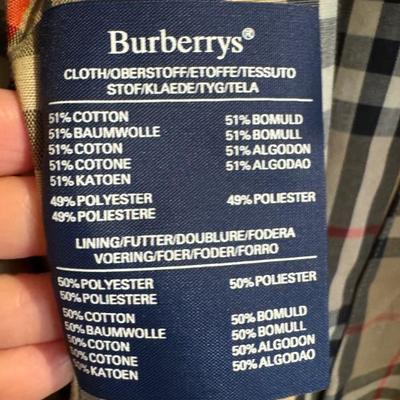 Burberrys®
CLOTH/OBERSTOFF/ETOFFE/TESSUTO
STOF/KLAEDE/TYG/TELA
51% COTTON 51% BOMULD
51% BAUMWOLLE 51% BOMULL
51% COTON 51% ALGODON
51% COTONE 51% ALGODAO
51% KATOEN
49% POLYESTER 49% POLIESTER
49% POLIESTERE
LINING/FUTTER/DOUBLURE/FODERA
VOERING/FOER/FODER/FORRO
50% POLYESTER 50% POLIESTER
50% POLIESTERE
50% COTTON 50% BOMULD
50% BAUMWOLLE 50% BOMULL
50% COTON 50% ALGODON
50% COTONE 50% ALGODAO
50% KATOEN